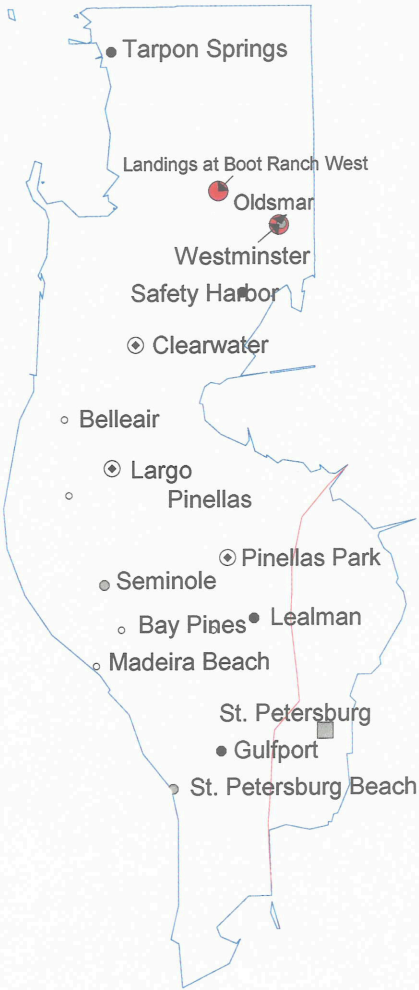 Tarpon Springs
Landings at Boot Ranch West
Oldsmar
Westminster
Safety Harbor
Clearwater
Belleair
Largo
Pinellas
Pinellas Park
Seminole
Lealman
Bay Pines
Madeira Beach
St. Petersburg
Gulfport
St. Petersburg Beach